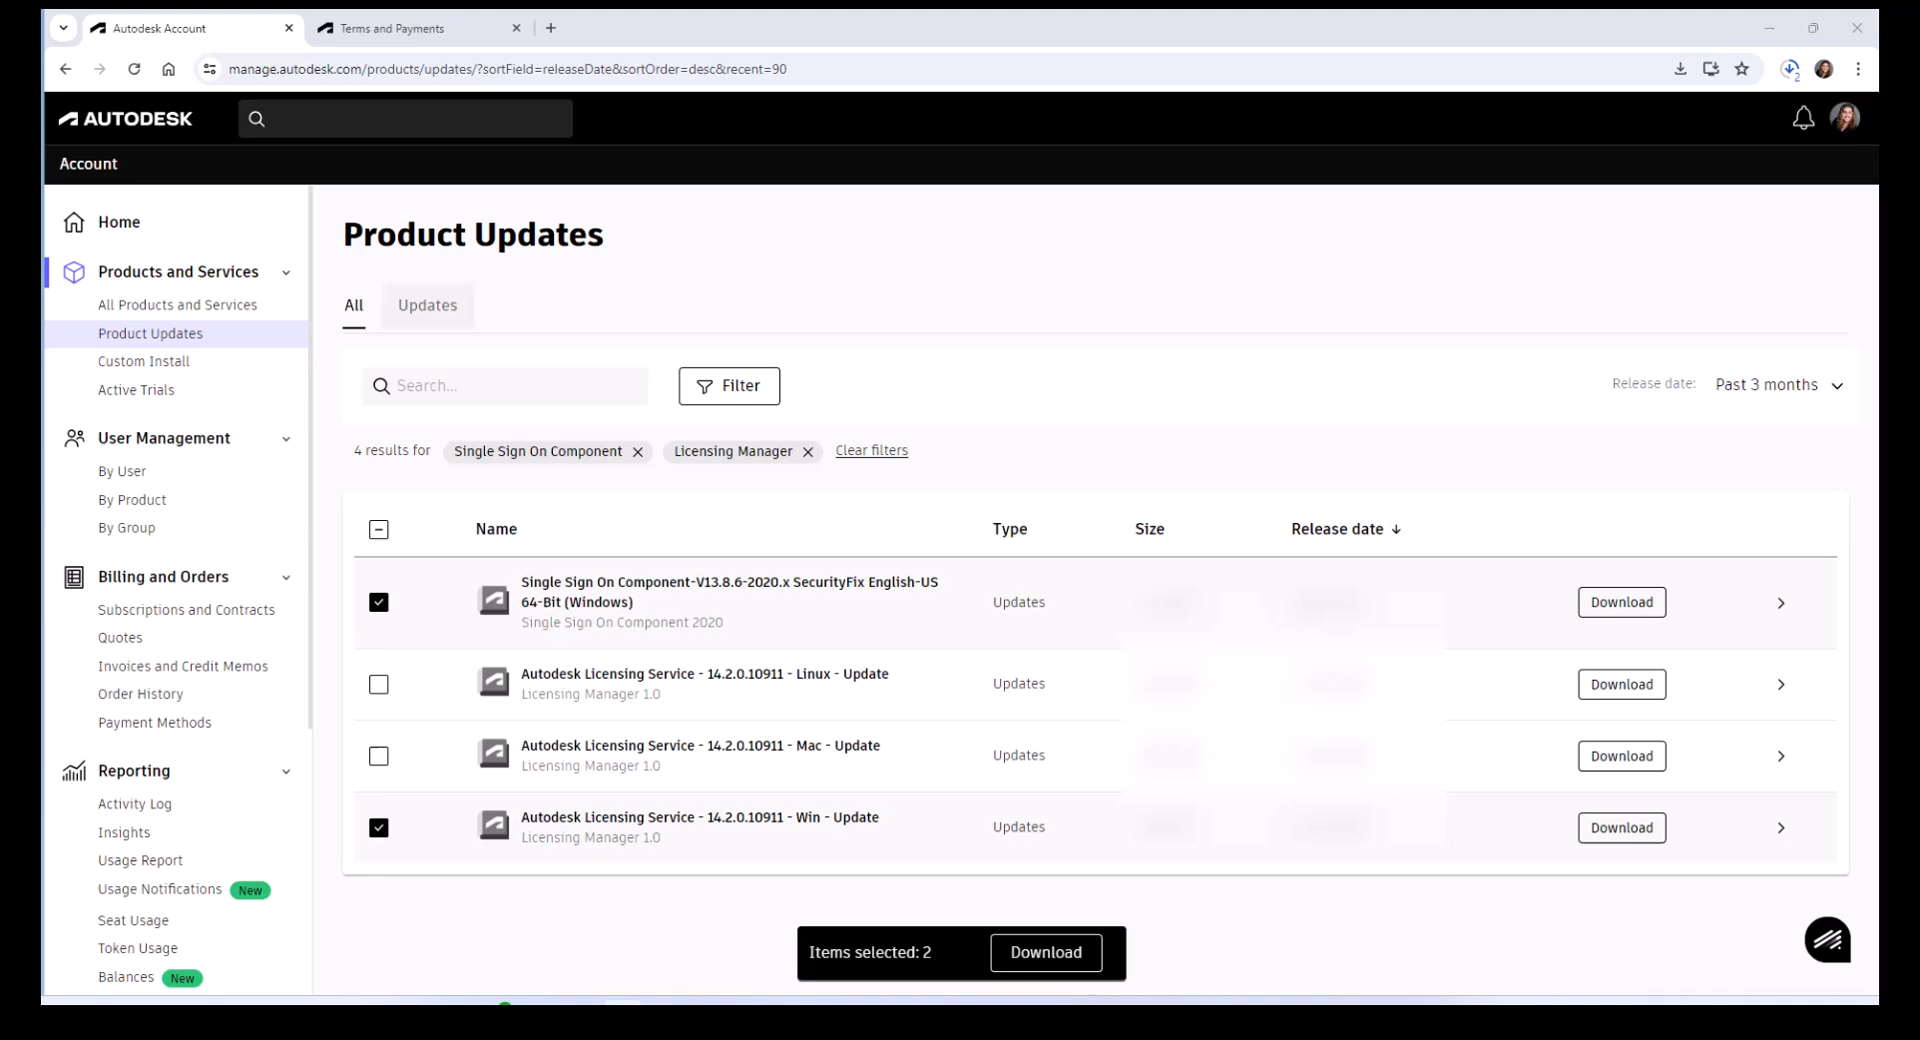 Autodesk Account
Terms and Payments
manage.autodesk.com/products/updates/?sortField=releaseDate&sortOrder=desc&recent=90
2
AUTODESK
Account
Home
Products and Services
All Products and Services
Product Updates
Custom Install
Active Trials
User Management
By User
By Product
By Group
Billing and Orders
Subscriptions and Contracts
Quotes
Invoices and Credit Memos
Order History
Payment Methods
Reporting
Activity Log
Insights
Usage Report
Usage Notifications New
Seat Usage
Token Usage
Balances New
Product Updates
All Updates
Search... Filter Release date: Past 3 months
4 results for Single Sign On Component Licensing Manager Clear filters
Name Type Size Release date
Single Sign On Component-V13.8.6-2020.x SecurityFix English-US
64-Bit (Windows)
Single Sign On Component 2020
Updates Download
Autodesk Licensing Service - 14.2.0.10911 - Linux - Update
Licensing Manager 1.0
Updates Download
Autodesk Licensing Service - 14.2.0.10911 - Mac - Update
Licensing Manager 1.0
Updates Download
Autodesk Licensing Service - 14.2.0.10911 - Win - Update
Licensing Manager 1.0
Updates Download
Items selected: 2 Download